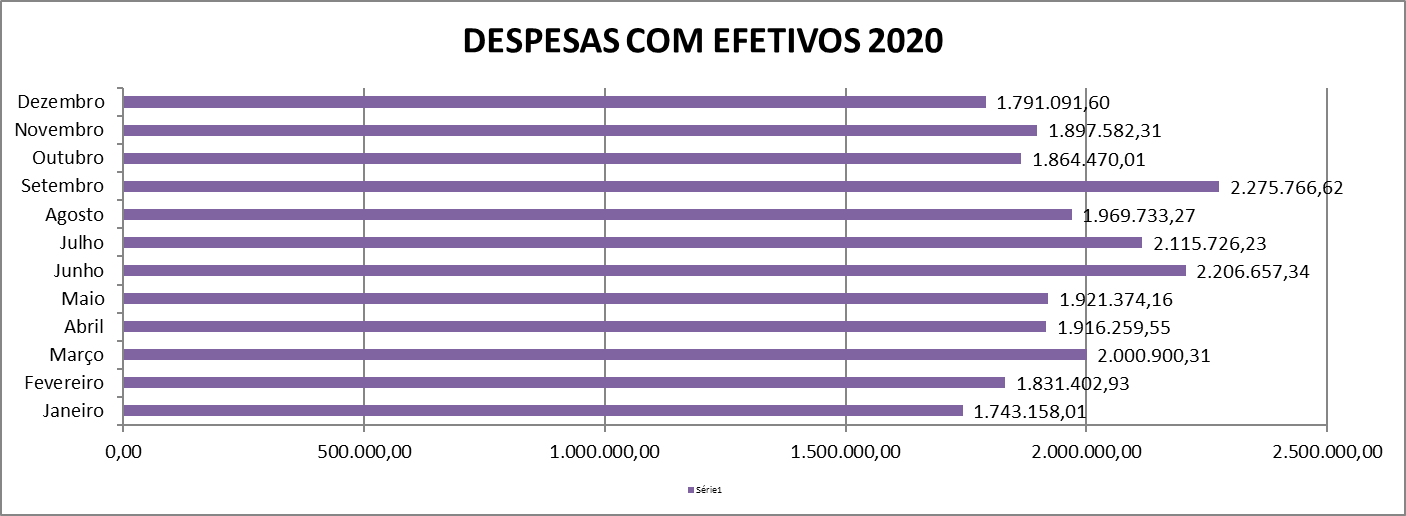 DESPESAS COM EFETIVOS 2020
Dezembro 1.791.091,60
Novembro 1.897.582,31
Outubro 1.864.470,01
Setembro 2.275.766,62
Agosto 1.969.733,27
Julho 2.115.726,23
Junho 2.206.657,34
Maio 1.921.374,16
Abril 1.916.259,55
Março 2.000.900,31
Fevereiro 1.831.402,93
Janeiro 1.743.158,01
0,00 500.000,00 1.000.000,00 1.500.000,00 2.000.000,00 2.500.000,00
Série1